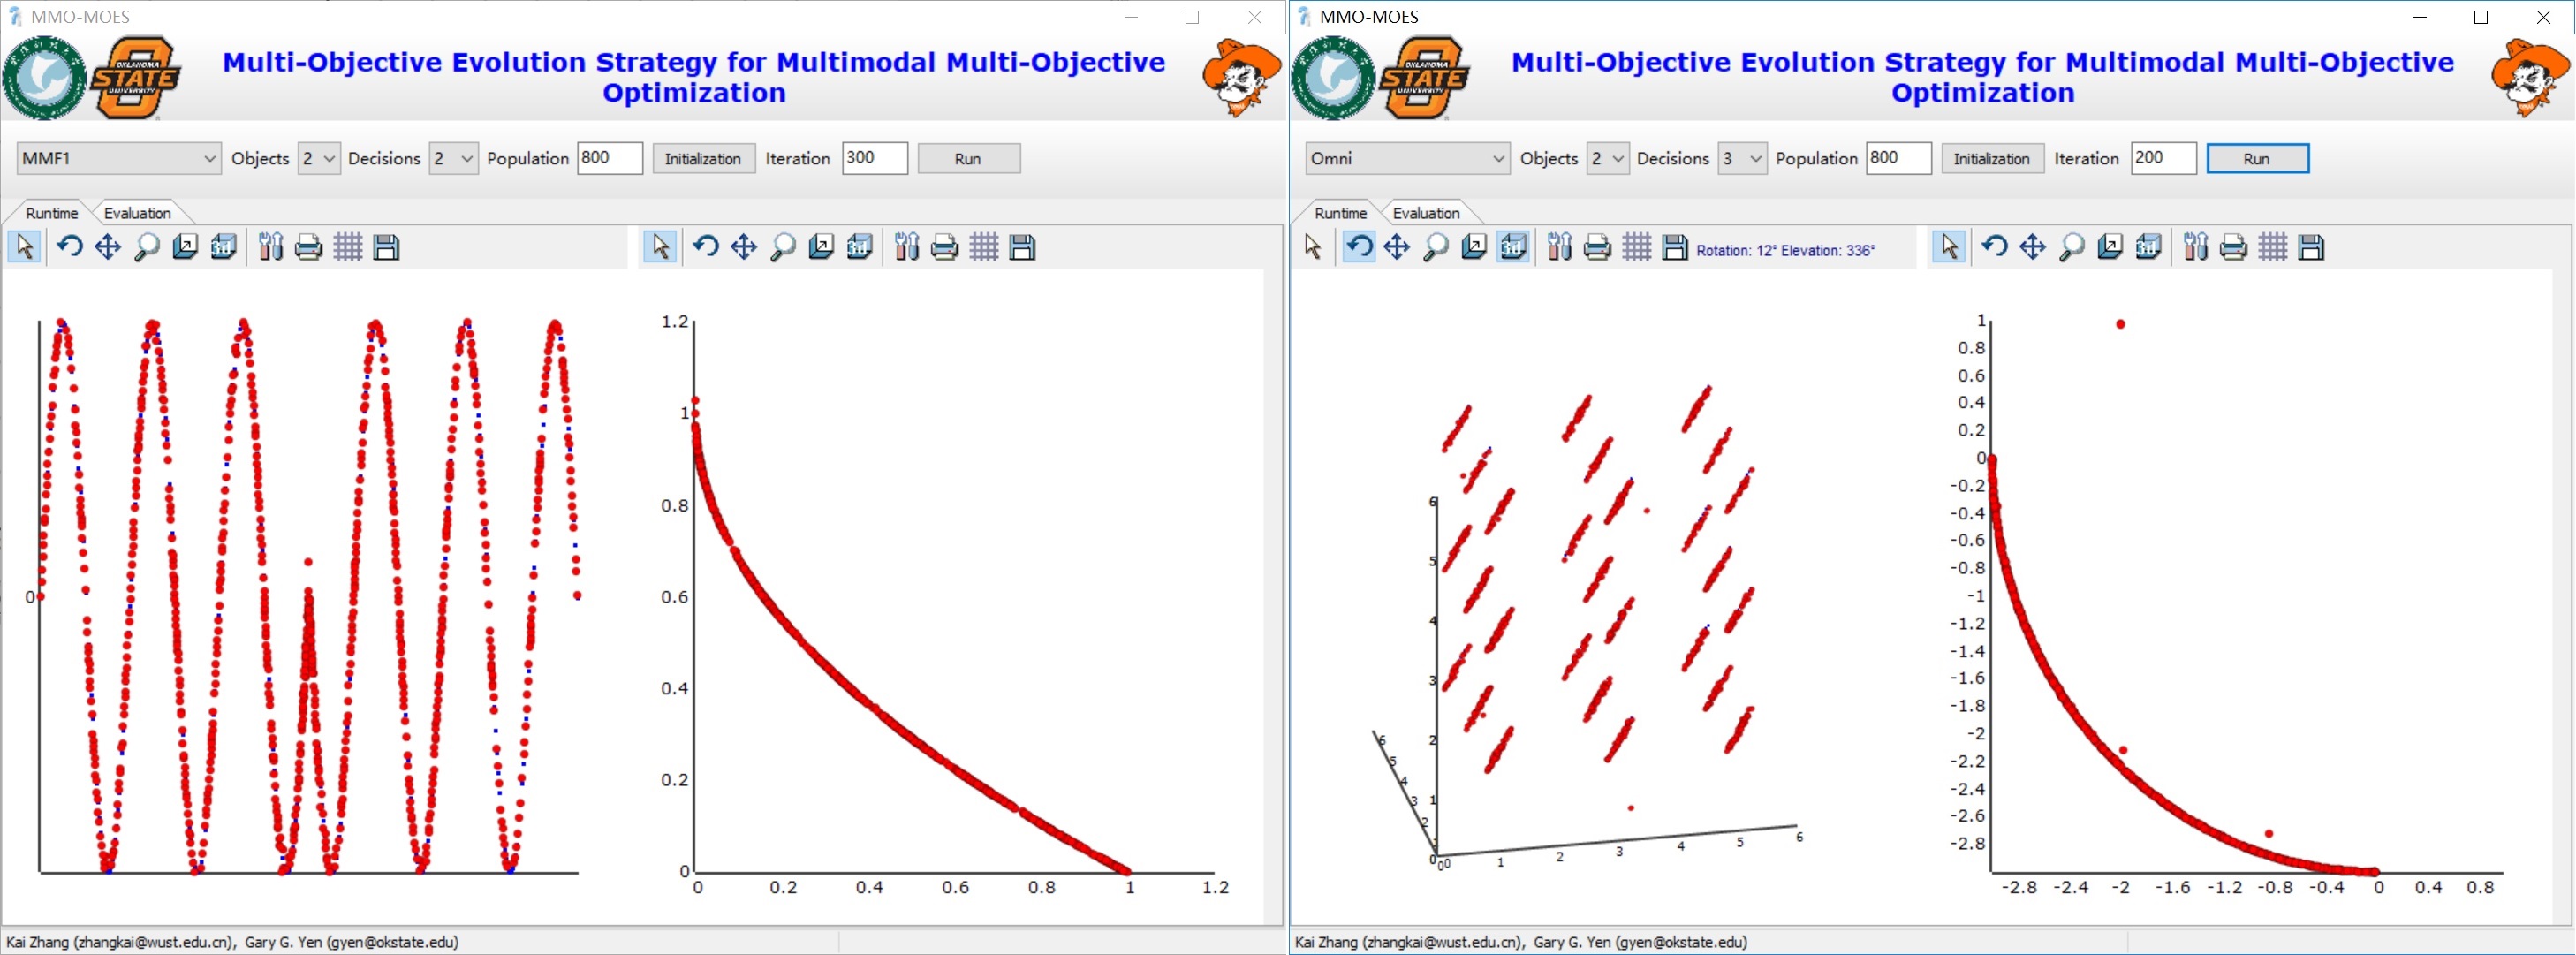 MMO-MOES
OKLAHOMA
STATE
UNIVERSITY
Multi-Objective Evolution Strategy for Multimodal Multi-Objective
Optimization
MMF1 Objects 2 Decisions 2 Population 800 Initialization Iteration 300 Run
Runtime Evaluation
3d 3d
0
1.2
1
0.8
0.6
0.4
0.2
0
0 0.2 0.4 0.6 0.8 1 1.2
Kai Zhang (zhangkai@wust.edu.cn), Gary G. Yen (gyen@okstate.edu)
MMO-MOES
OKLAHOMA
STATE
UNIVERSITY
Multi-Objective Evolution Strategy for Multimodal Multi-Objective
Optimization
Omni Objects 2 Decisions 3 Population 800 Initialization Iteration 200 Run
Runtime Evaluation
3d Rotation: 12° Elevation: 336° 3d
6
5
4
3
2
1
0
6
5
4
3
2
0 0 1 2 3 4 5 6
1
0.8
0.6
0.4
0.2
0
-0.2
-0.4
-0.6
-0.8
-1
-1.2
-1.4
-1.6
-1.8
-2
-2.2
-2.4
-2.6
-2.8
-2.8 -2.4 -2 -1.6 -1.2 -0.8 -0.4 0 0.4 0.8
Kai Zhang (zhangkai@wust.edu.cn), Gary G. Yen (gyen@okstate.edu)